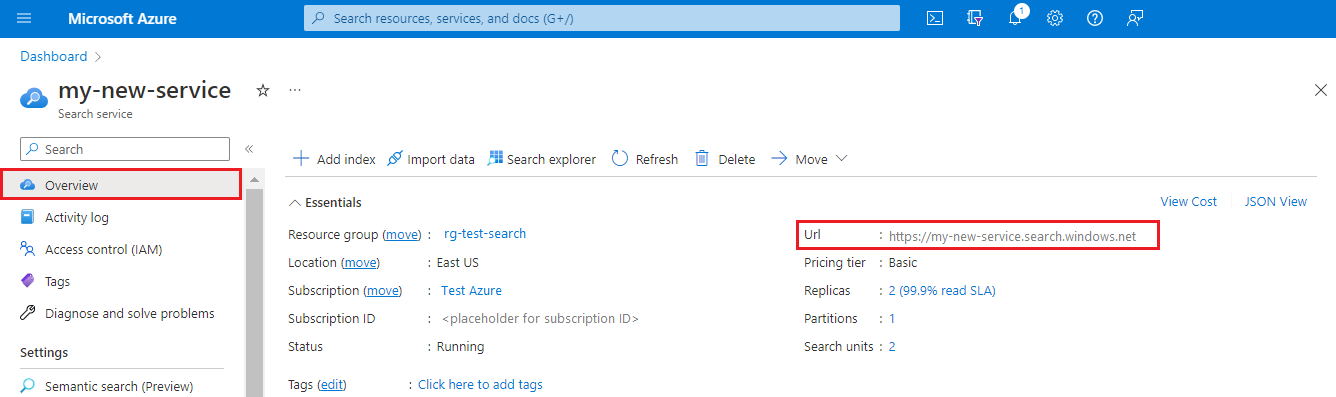 Microsoft Azure
Search resources, services, and docs (G+/)
1
Dashboard
my-new-service
Search service
Search
Overview
Activity log
Access control (IAM)
Tags
Diagnose and solve problems
Settings
Semantic search (Preview)
Add index Import data Search explorer Refresh Delete Move
Essentials
View Cost JSON View
Resource group (move) : rg-test-search
Location (move) : East US
Subscription (move) : Test Azure
Subscription ID : <placeholder for subscription ID>
Status : Running
Url : https://my-new-service.search.windows.net
Pricing tier : Basic
Replicas : 2 (99.9% read SLA)
Partitions : 1
Search units : 2
Tags (edit) : Click here to add tags